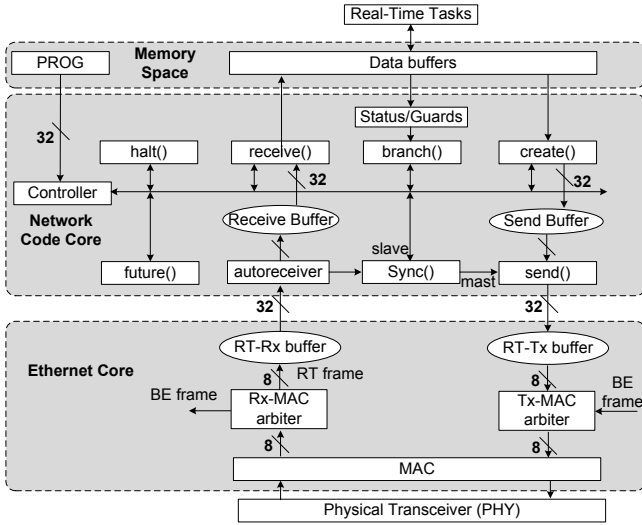 Real-Time Tasks
PROG
Memory
Space
Data buffers
Status/Guards
32
halt()
receive()
branch()
create()
32
32
Controller
Network
Code Core
Receive Buffer
Send Buffer
slave
future()
autoreceiver
Sync()
mast
send()
32
32
RT-Rx buffer
RT-Tx buffer
Ethernet Core
8
RT frame
8
BE frame
Rx-MAC
arbiter
Tx-MAC
arbiter
BE
frame
8
8
MAC
Physical Transceiver (PHY)